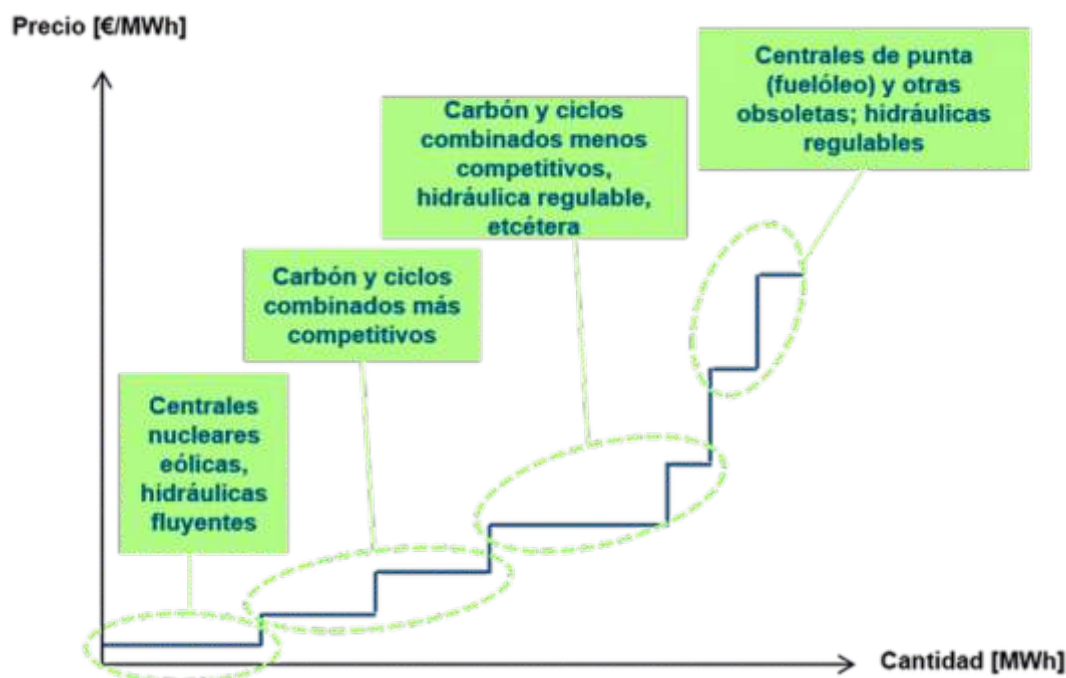 Precio [€/MWh]
Centrales de punta
(fuelóleo) y otras
obsoletas; hidráulicas
regulables
Carbón y ciclos
combinados menos
competitivos,
hidráulica regulable,
etcétera
Carbón y ciclos
combinados más
competitivos
Centrales
nucleares
eólicas,
hidráulicas
fluyentes
Cantidad [MWh]